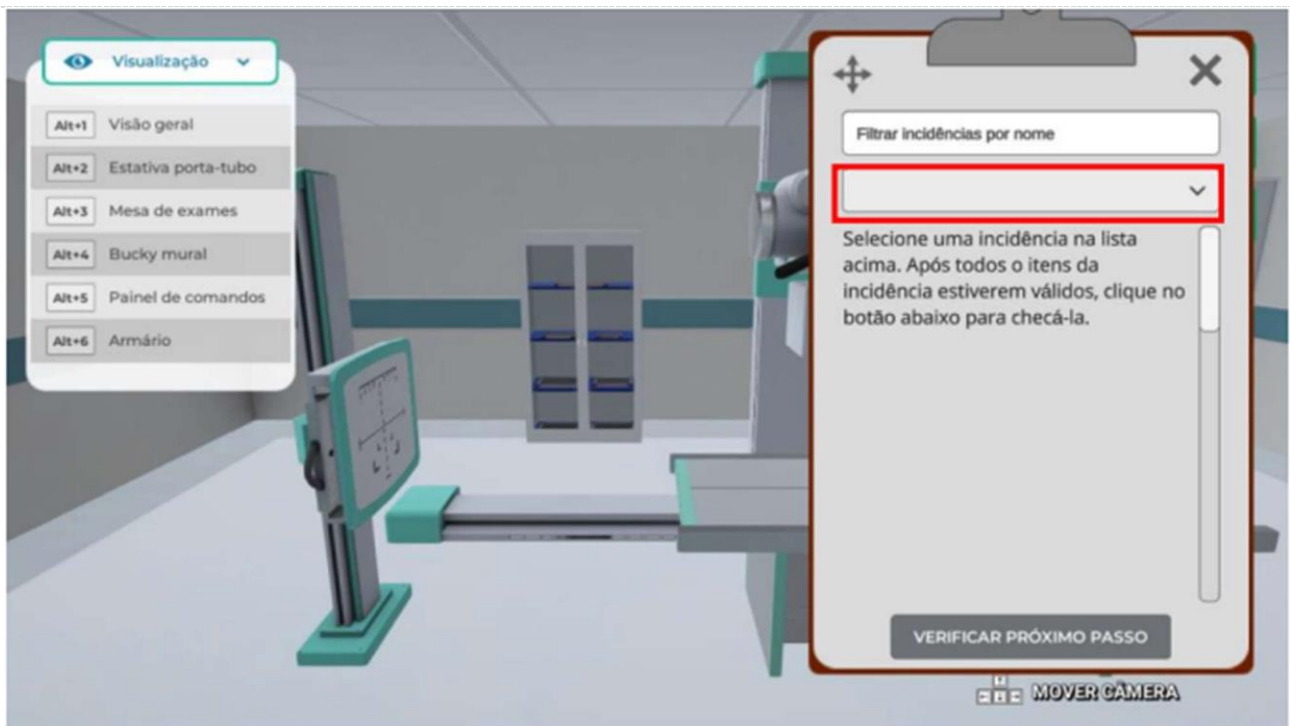 Visualização
Alt+1 Visão geral
Alt+2 Estativa porta-tubo
Alt+3 Mesa de exames
Alt+4 Bucky mural
Alt+5 Painel de comandos
Alt+6 Armário
Filtrar incidências por nome
Selecione uma incidência na lista
acima. Após todos o itens da
incidência estiverem válidos, clique no
botão abaixo para checá-la.
VERIFICAR PRÓXIMO PASSO
MOVER CÂMERA